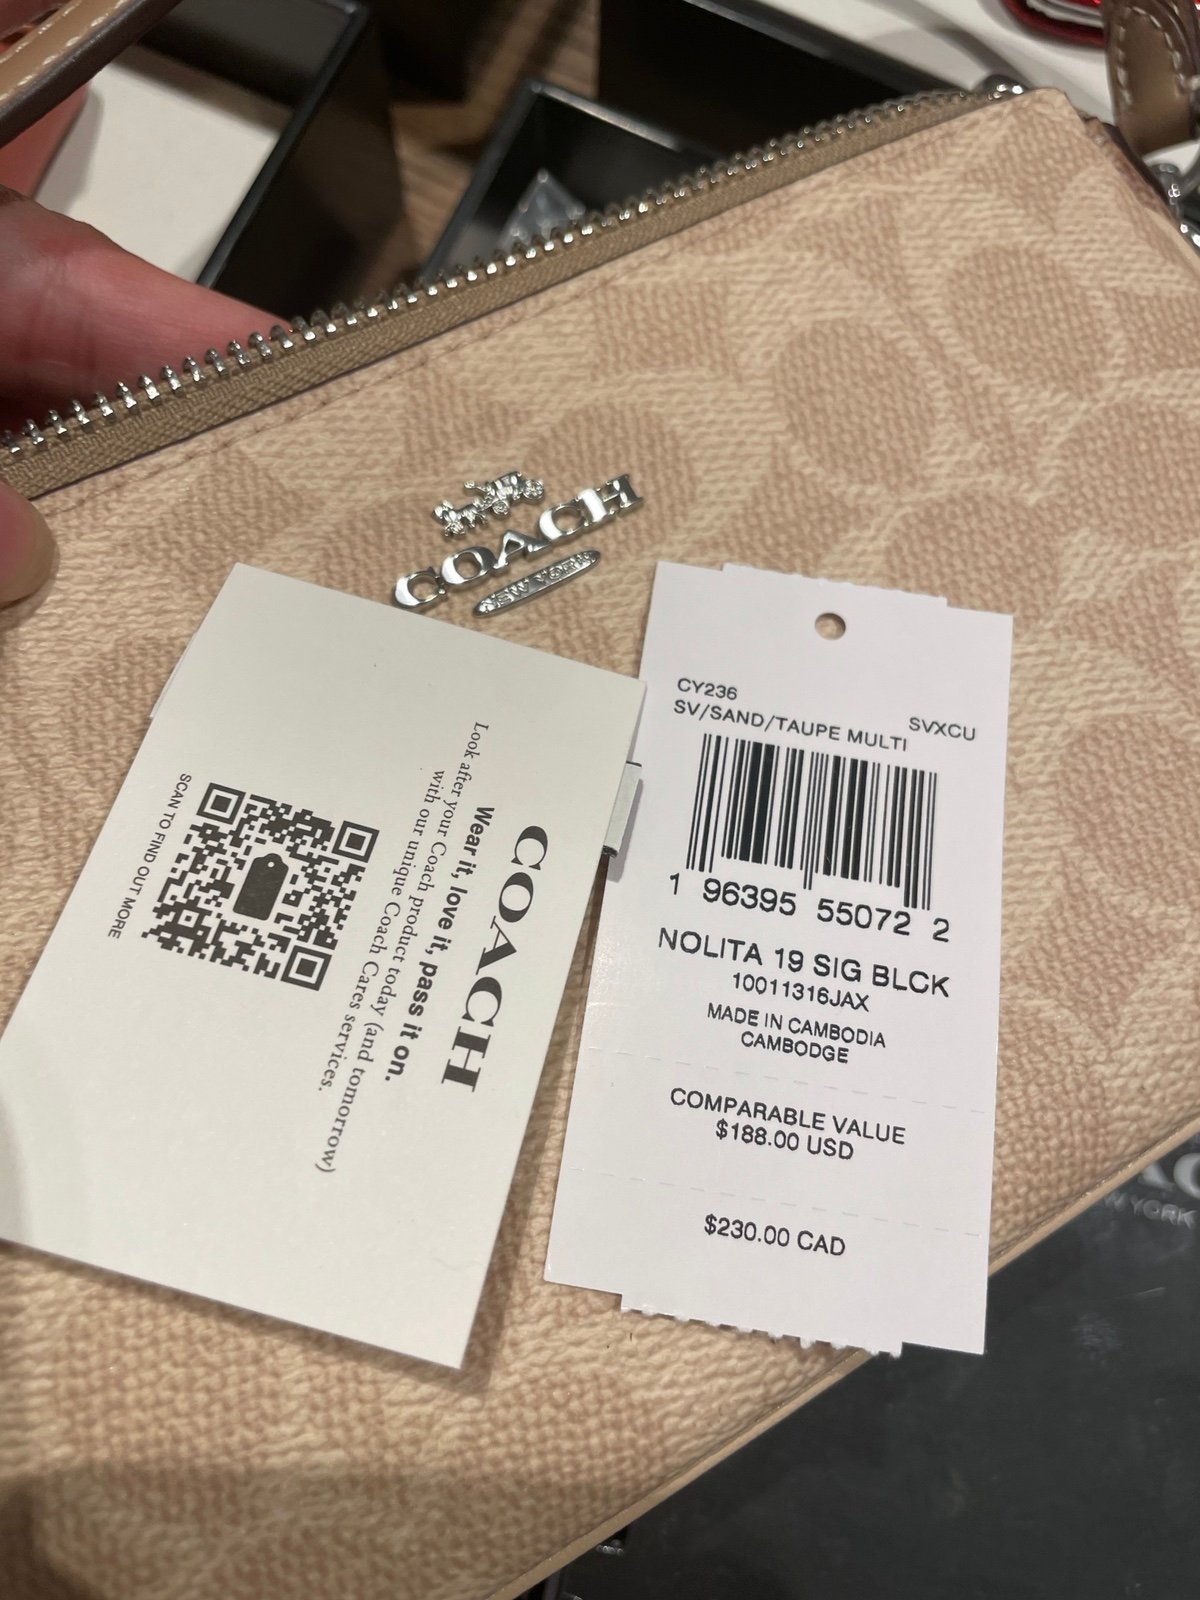 COACH
NEW YORK
COACH
Wear it, love it, pass it on.
Look after your Coach product today (and tomorrow)
with our unique Coach Cares services.
SCAN TO FIND OUT MORE
CY236
SV/SAND/TAUPE MULTI SVXCU
1 96395 55072 2
NOLITA 19 SIG BLCK
10011316JAX
MADE IN CAMBODIA
CAMBODGE
COMPARABLE VALUE
$188.00 USD
$230.00 CAD